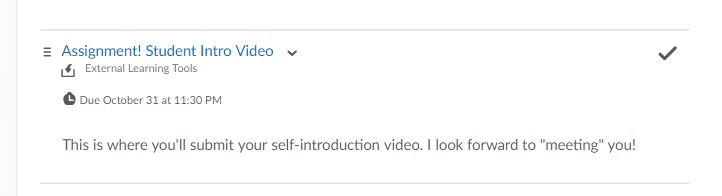 Assignment! Student Intro Video
External Learning Tools
Due October 31 at 11:30 PM
This is where you'll submit your self-introduction video. I look forward to "meeting" you!